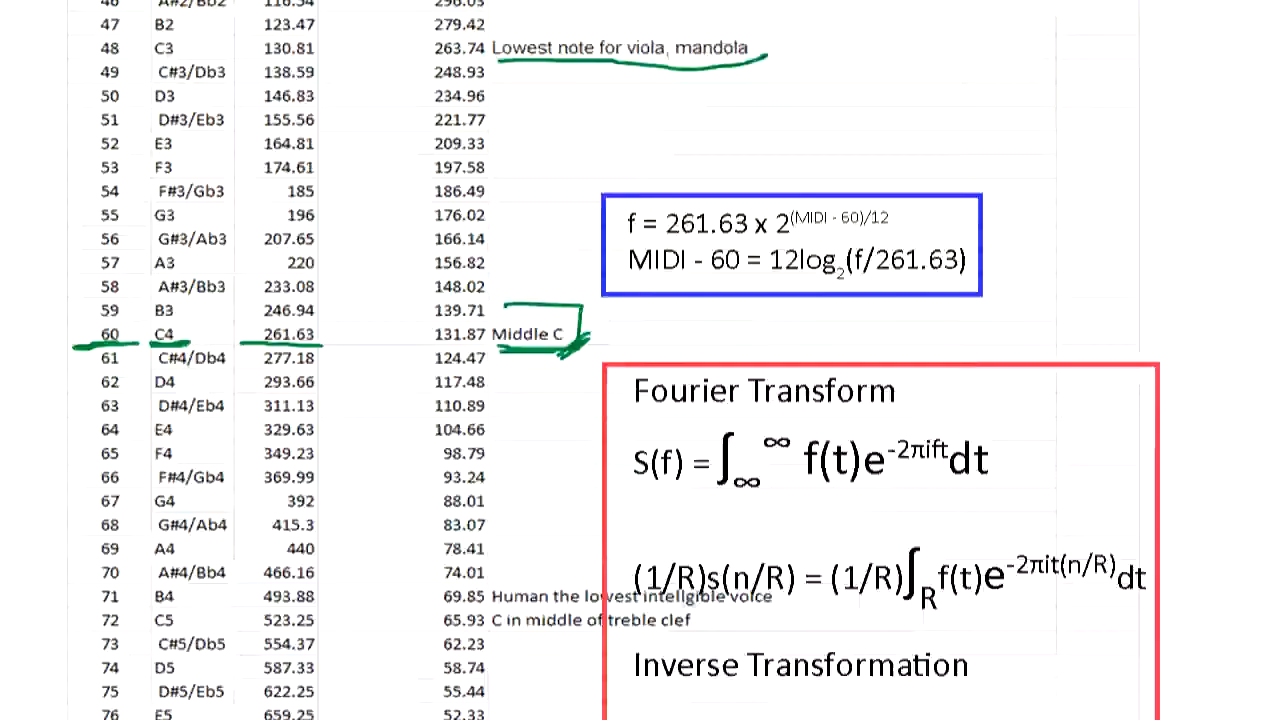 46 A#2/Bb2 116.54 296.03
47 B2 123.47 279.42
48 C3 130.81 263.74 Lowest note for viola, mandola
49 C#3/Db3 138.59 248.93
50 D3 146.83 234.96
51 D#3/Eb3 155.56 221.77
52 E3 164.81 209.33
53 F3 174.61 197.58
54 F#3/Gb3 185 186.49
55 G3 196 176.02
56 G#3/Ab3 207.65 166.14
57 A3 220 156.82
58 A#3/Bb3 233.08 148.02
59 B3 246.94 139.71
60 C4 261.63 131.87 Middle C
61 C#4/Db4 277.18 124.47
62 D4 293.66 117.48
63 D#4/Eb4 311.13 110.89
64 E4 329.63 104.66
65 F4 349.23 98.79
66 F#4/Gb4 369.99 93.24
67 G4 392 88.01
68 G#4/Ab4 415.3 83.07
69 A4 440 78.41
70 A#4/Bb4 466.16 74.01
71 B4 493.88 69.85 Human the lowest intellgible voice
72 C5 523.25 65.93 C in middle of treble clef
73 C#5/Db5 554.37 62.23
74 D5 587.33 58.74
75 D#5/Eb5 622.25 55.44
76 E5 659.25 52.33
f = 261.63 x 2^(MIDI - 60)/12
MIDI - 60 = 12log₂(f/261.63)
Fourier Transform
S(f) = ∫∞ ∞ f(t)e^-2πift dt
(1/R)s(n/R) = (1/R)∫R f(t)e^-2πit(n/R) dt
Inverse Transformation